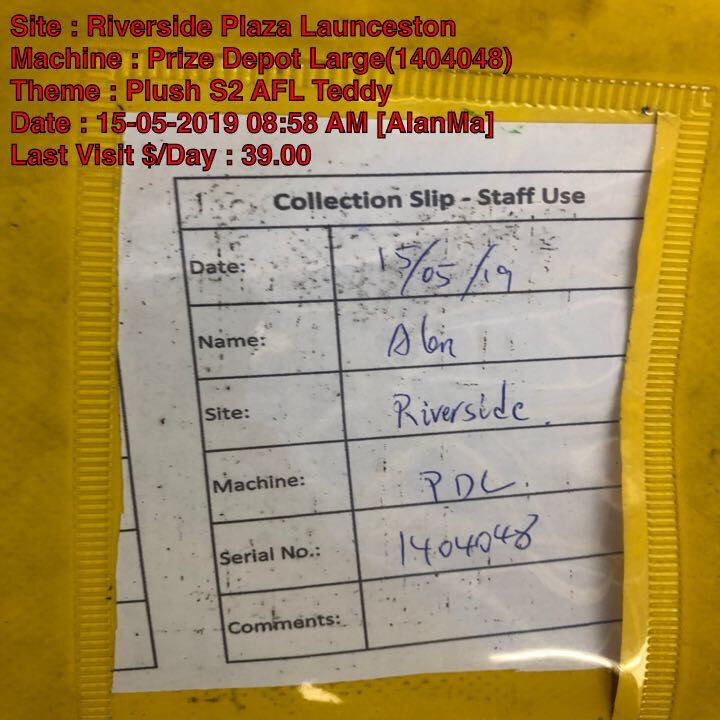 Site : Riverside Plaza Launceston
Machine : Prize Depot Large(1404048)
Theme : Plush S2 AFL Teddy
Date : 15-05-2019 08:58 AM [AlanMa]
Last Visit $/Day : 39.00
Collection Slip - Staff Use
Date: 15/05/19
Name: Alan
Site: Riverside.
Machine: PDL.
Serial No.: 1404048
Comments: